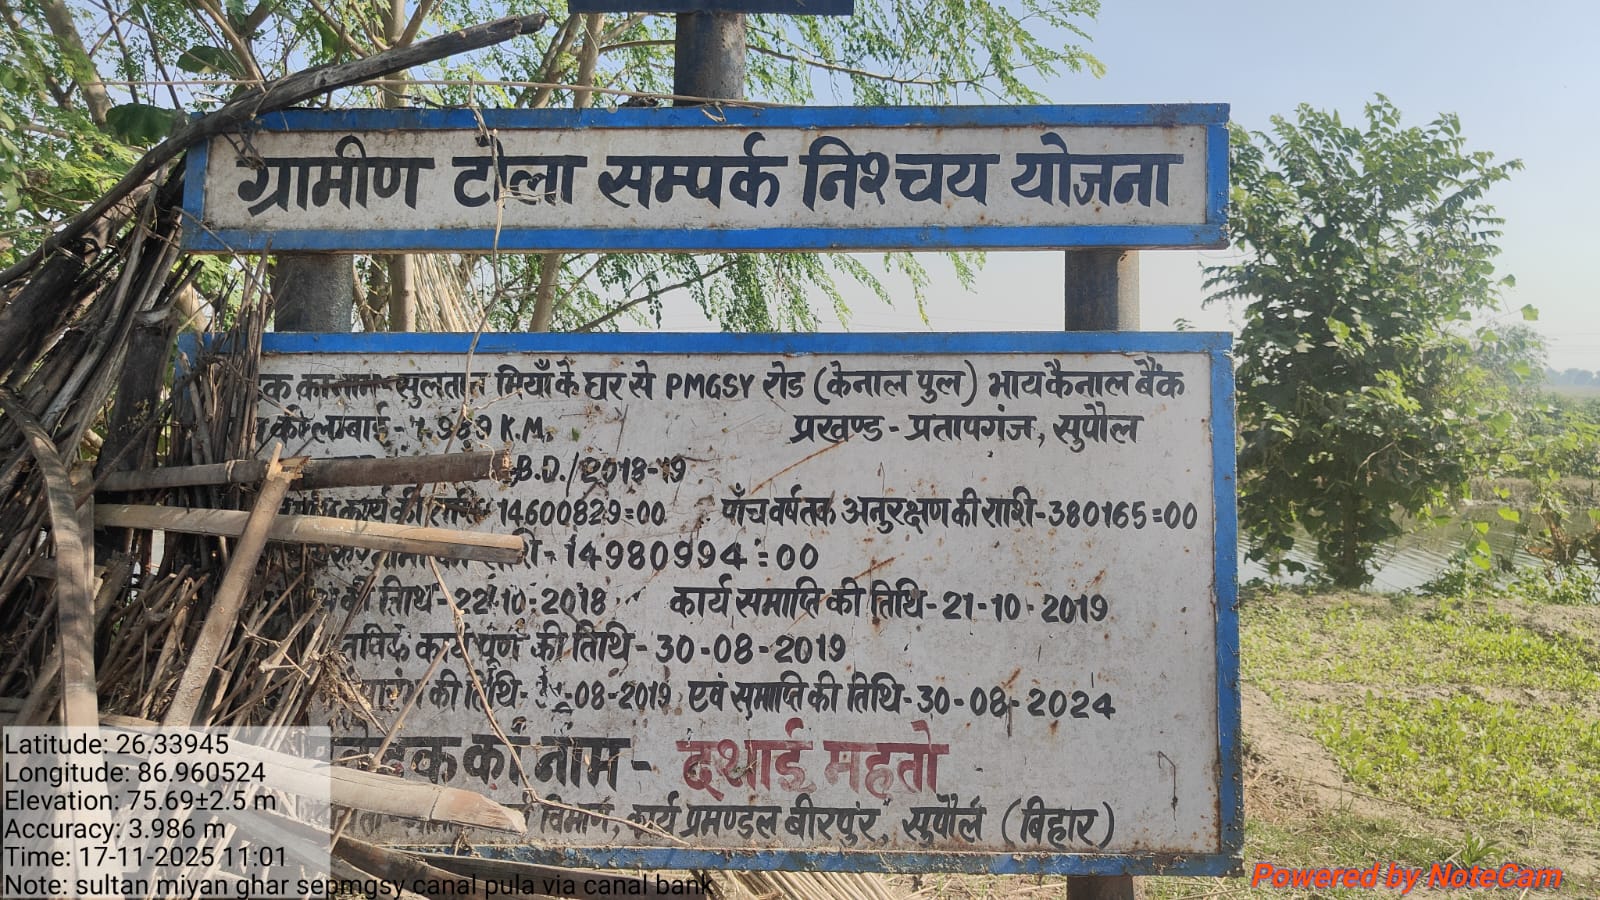 ग्रामीण टोला सम्पर्क निश्चय योजना
सुलतान मियाँ के घर से PMGSY रोड (केनाल पुल) भाया कैनाल बैंक
लम्बाई - K.M. प्रखण्ड - प्रतापगंज, सुपौल
B.D./2018-19
कार्य की राशि 14600829=00 पाँच वर्ष तक अनुरक्षण की राशि - 380165=00
14980994=00
की तिथि - 22.10.2018 कार्य समाप्ति की तिथि - 21-10-2019
कार्य पूर्ण की तिथि - 30-08-2019
की तिथि - -08-2019 एवं समाप्ति की तिथि - 30-08-2024
का नाम - दथाई महतो
विभाग, कार्य प्रमण्डल बीरपुर, सुपौल (बिहार)
Latitude: 26.33945
Longitude: 86.960524
Elevation: 75.69±2.5 m
Accuracy: 3.986 m
Time: 17-11-2025 11:01
Note: sultan miyan ghar sepmgsy canal pula via canal bank
Powered by NoteCam